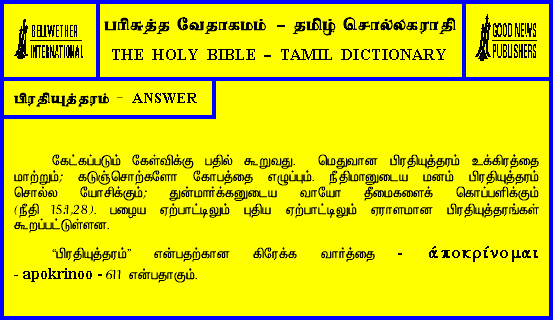 BELLWETHER
INTERNATIONAL
பரிசுத்த வேதாகமம் – தமிழ் சொல்லகராதி
THE HOLY BIBLE – TAMIL DICTIONARY
GOOD NEWS
PUBLISHERS
பிரதியுத்தரம் – ANSWER
கேட்கப்படும் கேள்விக்கு பதில் கூறுவது. மெதுவான பிரதியுத்தரம் உக்கிரத்தை
மாற்றும்; கடுஞ்சொற்களோ கோபத்தை எழுப்பும். நீதிமானுடைய மனம் பிரதியுத்தரம்
சொல்ல யோசிக்கும்; துன்மார்க்கனுடைய வாயோ தீமைகளைக் கொப்பளிக்கும்
(நீதி 15:1,28). பழைய ஏற்பாட்டிலும் புதிய ஏற்பாட்டிலும் ஏராளமான பிரதியுத்தரங்கள்
கூறப்பட்டுள்ளன.
“பிரதியுத்தரம்” என்பதற்கான கிரேக்க வார்த்தை - άποκρίνομαι
- apokrinoo - 611 என்பதாகும்.